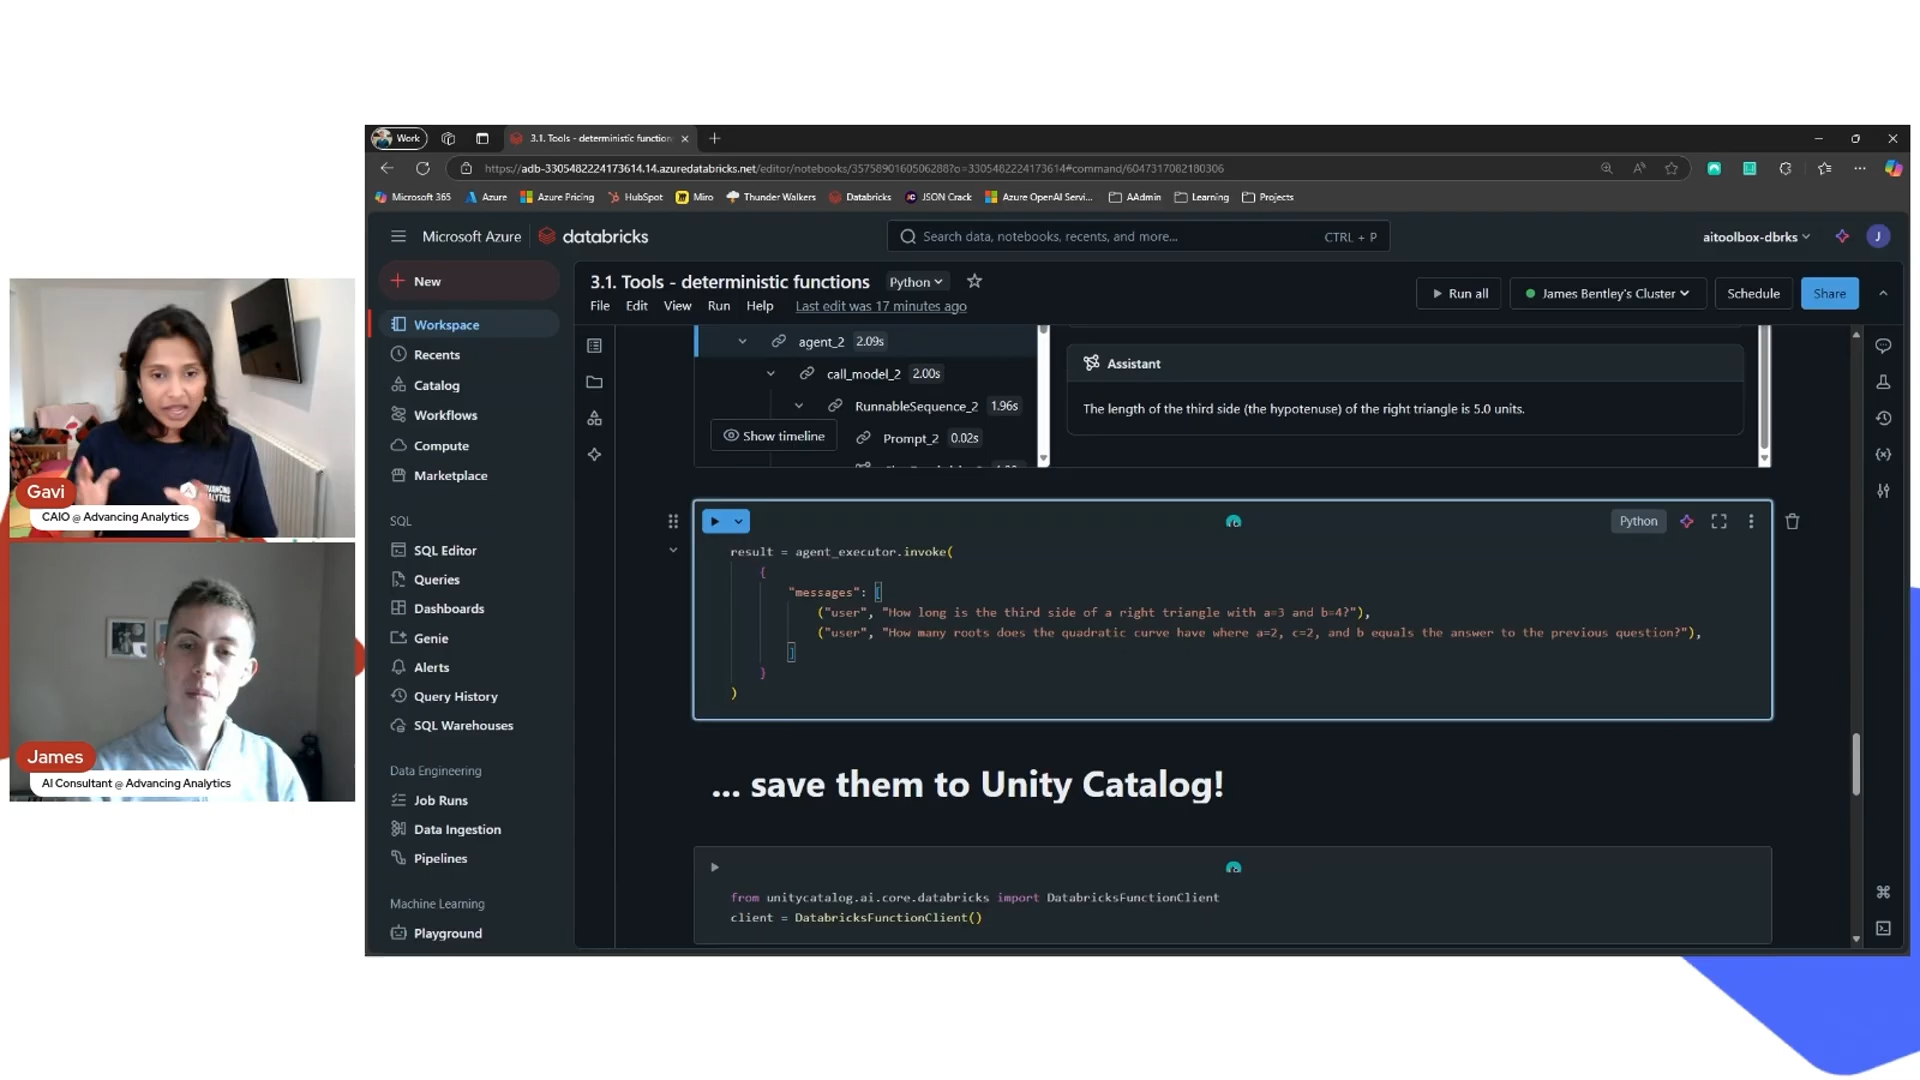 Work
3.1. Tools - deterministic function
https://adb-3305482224173614.14.azuredatabricks.net/editor/notebooks/3575890160506288?o=3305482224173614#command/6047317082180306
Microsoft 365
Azure
Azure Pricing
HubSpot
Miro
Thunder Walkers
Databricks
JSON Crack
Azure OpenAI Servi...
AAdmin
Learning
Projects
Microsoft Azure
databricks
Search data, notebooks, recents, and more...
CTRL + P
aitoolbox-dbrks
J
New
Workspace
Recents
Catalog
Workflows
Compute
Marketplace
SQL
SQL Editor
Queries
Dashboards
Genie
Alerts
Query History
SQL Warehouses
Data Engineering
Job Runs
Data Ingestion
Pipelines
Machine Learning
Playground
3.1. Tools - deterministic functions
Python
File
Edit
View
Run
Help
Last edit was 17 minutes ago
Run all
James Bentley's Cluster
Schedule
Share
agent_2 2.09s
call_model_2 2.00s
RunnableSequence_2 1.96s
Show timeline
Prompt_2 0.02s
Assistant
The length of the third side (the hypotenuse) of the right triangle is 5.0 units.
Python
result = agent_executor.invoke(
{
"messages": [
("user", "How long is the third side of a right triangle with a=3 and b=4?"),
("user", "How many roots does the quadratic curve have where a=2, c=2, and b equals the answer to the previous question?"),
]
}
)
... save them to Unity Catalog!
from unitycatalog.ai.core.databricks import DatabricksFunctionClient
client = DatabricksFunctionClient()
Gavi
CAIO @ Advancing Analytics
James
AI Consultant @ Advancing Analytics